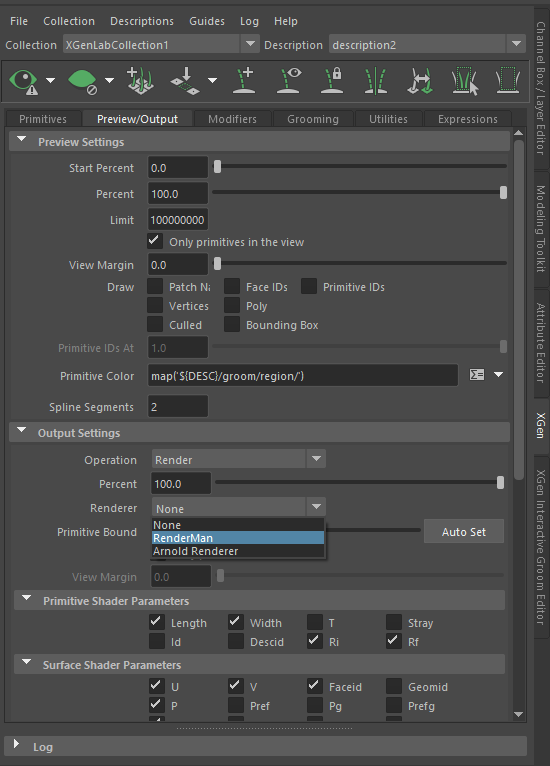 File Collection Descriptions Guides Log Help
Collection XGenLabCollection1 Description description2
Primitives Preview/Output Modifiers Grooming Utilities Expressions
Preview Settings
Start Percent 0.0
Percent 100.0
Limit 100000000
Only primitives in the view
View Margin 0.0
Draw Patch Na Face IDs Primitive IDs
Vertices Poly
Culled Bounding Box
Primitive IDs At 1.0
Primitive Color map('${DESC}/groom/region/')
Spline Segments 2
Output Settings
Operation Render
Percent 100.0
Renderer None
None
Primitive Bound RenderMan Auto Set
Arnold Renderer
View Margin 0.0
Primitive Shader Parameters
Length Width T Stray
Id Descid Ri Rf
Surface Shader Parameters
U V Faceid Geomid
P Pref Pg Prefg
Log
Channel Box / Layer Editor
Modeling Toolkit
Attribute Editor
XGen
XGen Interactive Groom Editor